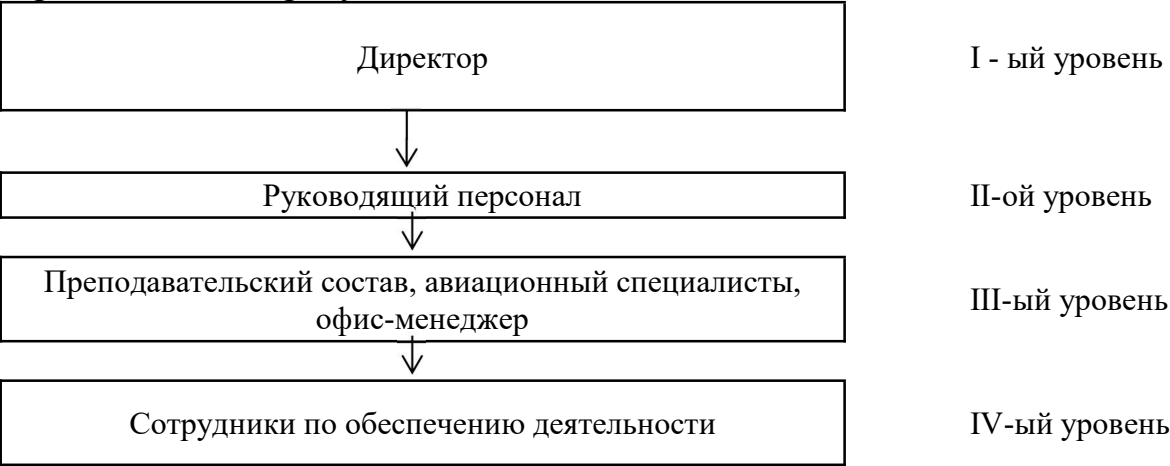 Директор
I - ый уровень
Руководящий персонал
II-ой уровень
Преподавательский состав, авиационный специалисты,
офис-менеджер
III-ый уровень
Сотрудники по обеспечению деятельности
IV-ый уровень